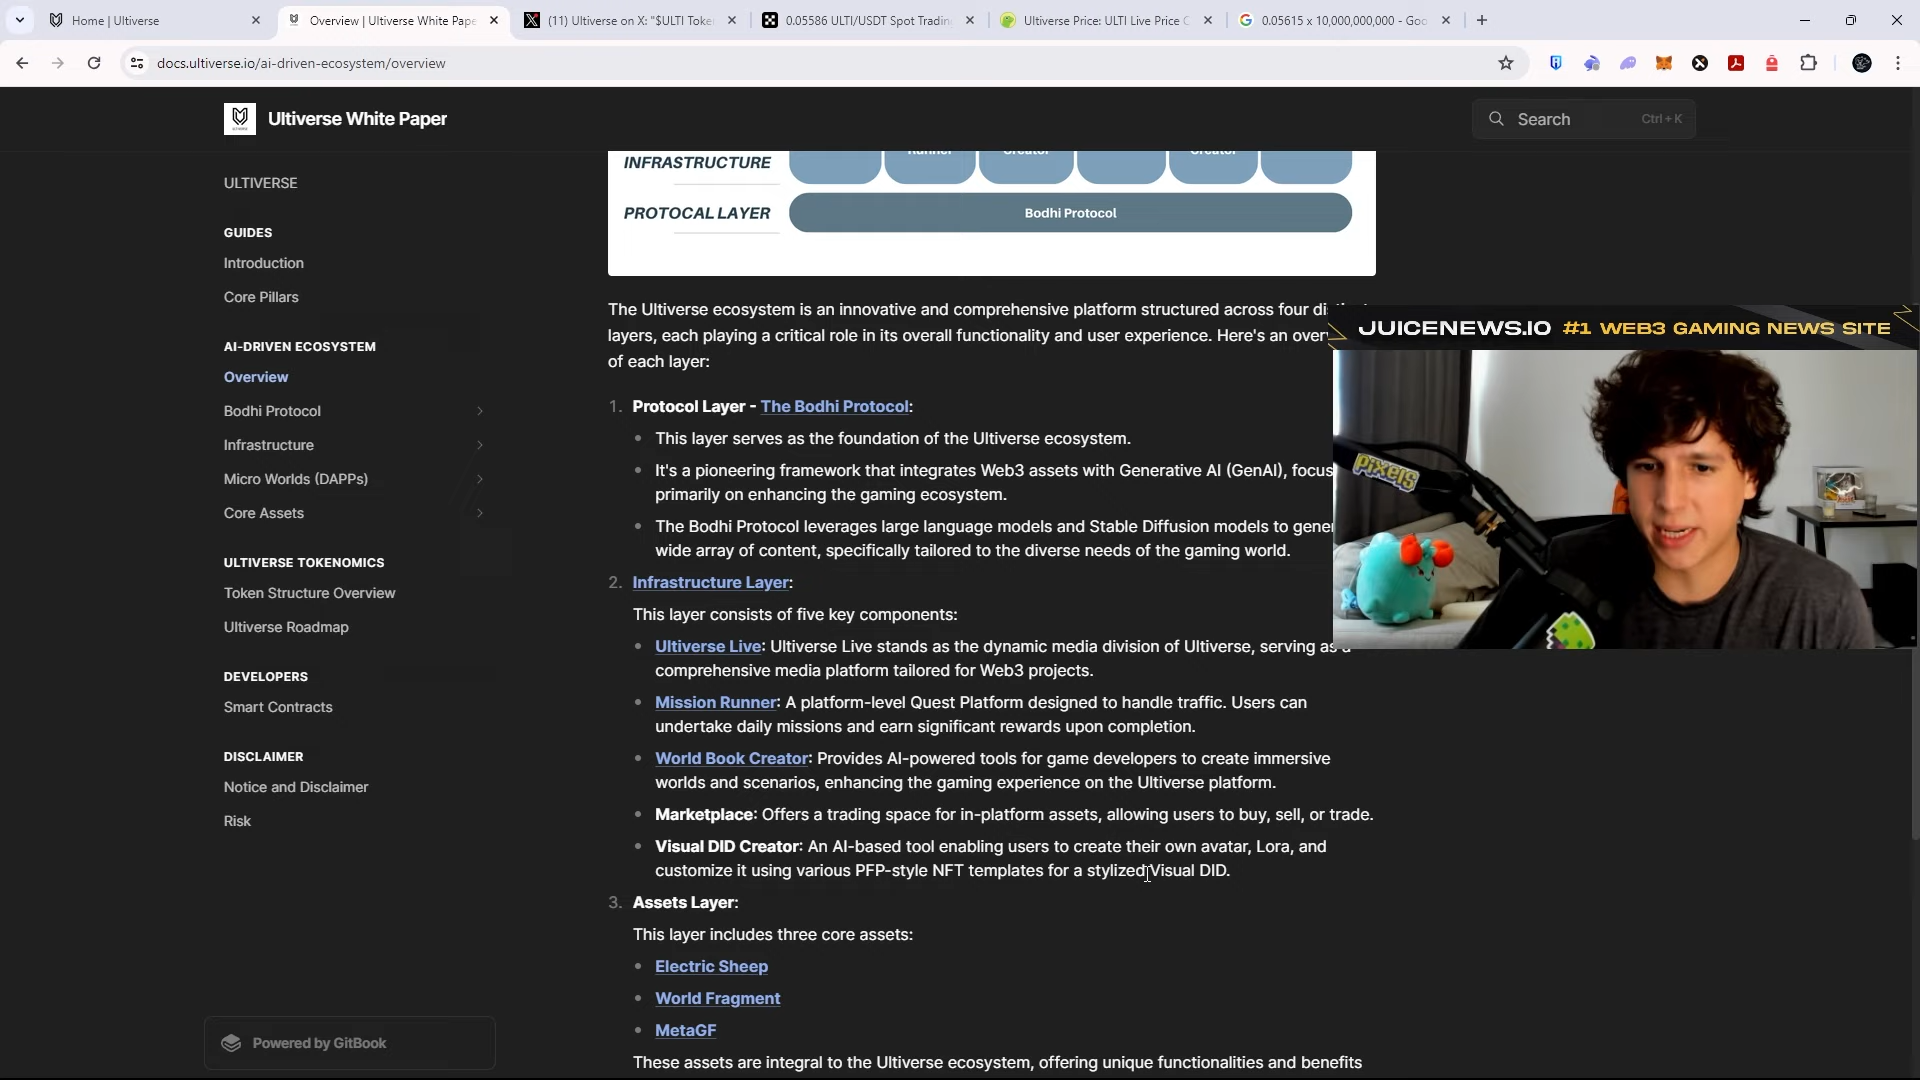 Home | Ultiverse
Overview | Ultiverse White Pape
(11) Ultiverse on X: "$ULTI Toke
0.05586 ULTI/USDT Spot Tradin
Ultiverse Price: ULTI Live Price C
0.05615 x 10,000,000,000 - Goo
docs.ultiverse.io/ai-driven-ecosystem/overview
Ultiverse White Paper
Search
Ctrl + K
ULTIVERSE
GUIDES
Introduction
Core Pillars
AI-DRIVEN ECOSYSTEM
Overview
Bodhi Protocol
Infrastructure
Micro Worlds (DAPPs)
Core Assets
ULTIVERSE TOKENOMICS
Token Structure Overview
Ultiverse Roadmap
DEVELOPERS
Smart Contracts
DISCLAIMER
Notice and Disclaimer
Risk
Powered by GitBook
INFRASTRUCTURE
Runner
Creator
Creator
PROTOCAL LAYER
Bodhi Protocol
The Ultiverse ecosystem is an innovative and comprehensive platform structured across four
layers, each playing a critical role in its overall functionality and user experience. Here's an over
of each layer:
1. Protocol Layer - The Bodhi Protocol:
This layer serves as the foundation of the Ultiverse ecosystem.
It's a pioneering framework that integrates Web3 assets with Generative AI (GenAI), focus
primarily on enhancing the gaming ecosystem.
The Bodhi Protocol leverages large language models and Stable Diffusion models to gene
wide array of content, specifically tailored to the diverse needs of the gaming world.
2. Infrastructure Layer:
This layer consists of five key components:
Ultiverse Live: Ultiverse Live stands as the dynamic media division of Ultiverse, serving as a
comprehensive media platform tailored for Web3 projects.
Mission Runner: A platform-level Quest Platform designed to handle traffic. Users can
undertake daily missions and earn significant rewards upon completion.
World Book Creator: Provides AI-powered tools for game developers to create immersive
worlds and scenarios, enhancing the gaming experience on the Ultiverse platform.
Marketplace: Offers a trading space for in-platform assets, allowing users to buy, sell, or trade.
Visual DID Creator: An AI-based tool enabling users to create their own avatar, Lora, and
customize it using various PFP-style NFT templates for a stylized Visual DID.
3. Assets Layer:
This layer includes three core assets:
Electric Sheep
World Fragment
MetaGF
These assets are integral to the Ultiverse ecosystem, offering unique functionalities and benefits
JUICENEWS.IO #1 WEB3 GAMING NEWS SITE
PIXELS